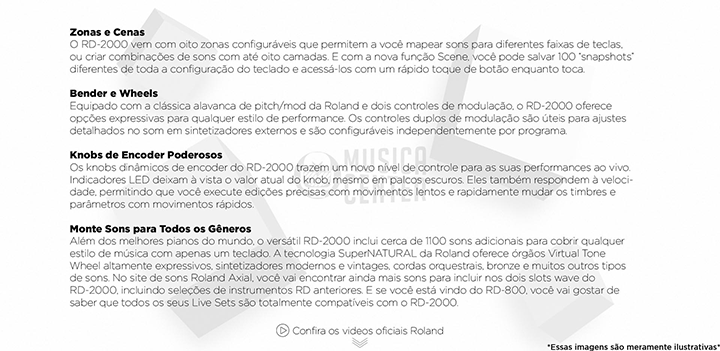 Zonas e Cenas
O RD-2000 vem com oito zonas configuráveis que permitem a você mapear sons para diferentes faixas de teclas,
ou criar combinações de sons com até oito camadas. E com a nova função Scene, você pode salvar 100 "snapshots"
diferentes de toda a configuração do teclado e acessá-los com um rápido toque de botão enquanto toca.
Bender e Wheels
Equipado com a clássica alavanca de pitch/mod da Roland e dois controles de modulação, o RD-2000 oferece
opções expressivas para qualquer estilo de performance. Os controles duplos de modulação são úteis para ajustes
detalhados no som em sintetizadores externos e são configuráveis independentemente por programa.
Knobs de Encoder Poderosos
Os knobs dinâmicos de encoder do RD-2000 trazem um novo nível de controle para as suas performances ao vivo.
Indicadores LED deixam à vista o valor atual do knob, mesmo em palcos escuros. Eles também respondem à veloci-
dade, permitindo que você execute edições precisas com movimentos lentos e rapidamente mudar os timbres e
parâmetros com movimentos rápidos.
MUSICA
CENTER
Monte Sons para Todos os Gêneros
Além dos melhores pianos do mundo, o versátil RD-2000 inclui cerca de 1100 sons adicionais para cobrir qualquer
estilo de música com apenas um teclado. A tecnologia SuperNATURAL da Roland oferece órgãos Virtual Tone
Wheel altamente expressivos, sintetizadores modernos e vintages, cordas orquestrais, bronze e muitos outros tipos
de sons. No site de sons Roland Axial, você vai encontrar ainda mais sons para incluir nos dois slots wave do
RD-2000, incluindo seleções de instrumentos RD anteriores. E se você está vindo do RD-800, você vai gostar de
saber que todos os seus Live Sets são totalmente compatíveis com o RD-2000.
Confira os videos oficiais Roland
*Essas imagens são meramente ilustrativas*